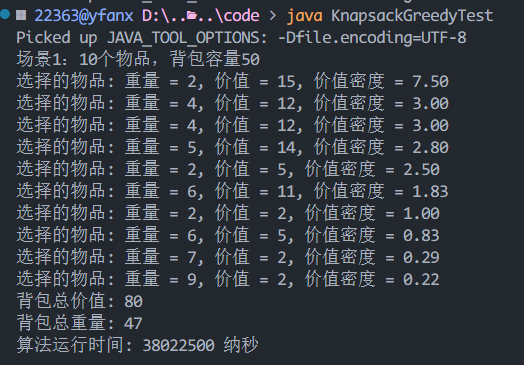 22363@yfanx D:\..\..\code > java KnapsackGreedyTest
Picked up JAVA_TOOL_OPTIONS: -Dfile.encoding=UTF-8
场景1: 10个物品，背包容量50
选择的物品: 重量 = 2, 价值 = 15, 价值密度 = 7.50
选择的物品: 重量 = 4, 价值 = 12, 价值密度 = 3.00
选择的物品: 重量 = 4, 价值 = 12, 价值密度 = 3.00
选择的物品: 重量 = 5, 价值 = 14, 价值密度 = 2.80
选择的物品: 重量 = 2, 价值 = 5, 价值密度 = 2.50
选择的物品: 重量 = 6, 价值 = 11, 价值密度 = 1.83
选择的物品: 重量 = 2, 价值 = 2, 价值密度 = 1.00
选择的物品: 重量 = 6, 价值 = 5, 价值密度 = 0.83
选择的物品: 重量 = 7, 价值 = 2, 价值密度 = 0.29
选择的物品: 重量 = 9, 价值 = 2, 价值密度 = 0.22
背包总价值: 80
背包总重量: 47
算法运行时间: 38022500 纳秒